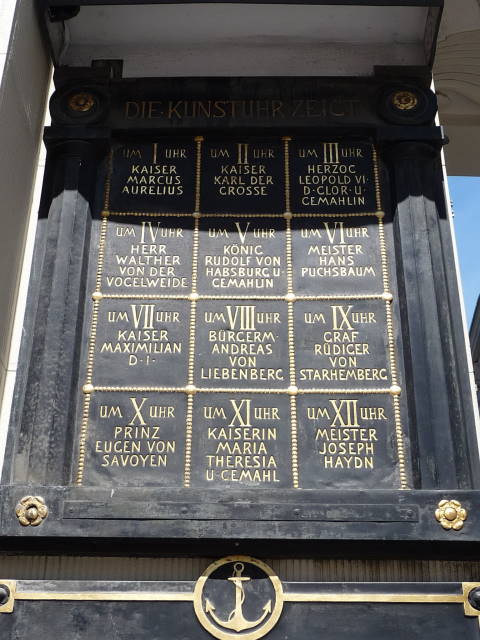 DIE·KUNSTUHR ZEIGT
UM I UHR
KAISER
MARCUS
AURELIUS
UM II UHR
KAISER
KARL DER
GROSSE
UM III UHR
HERZOG
LEOPOLD VI·
D·GLOR·U·
GEMAHLIN
UM IV UHR
HERR
WALTHER
VON DER
VOGELWEIDE
UM V UHR
KÖNIG
RUDOLF VON
HABSBURG U·
GEMAHLIN
UM VI UHR
MEISTER
HANS
PUCHSBAUM
UM VII UHR
KAISER
MAXIMILIAN
D·I·
UM VIII UHR
BÜRGERM·
ANDREAS
VON
LIEBENBERG
UM IX UHR
GRAF
RÜDIGER
VON
STARHEMBERG
UM X UHR
PRINZ
EUGEN VON
SAVOYEN
UM XI UHR
KAISERIN
MARIA
THERESIA
U·GEMAHL
UM XII UHR
MEISTER
JOSEPH
HAYDN